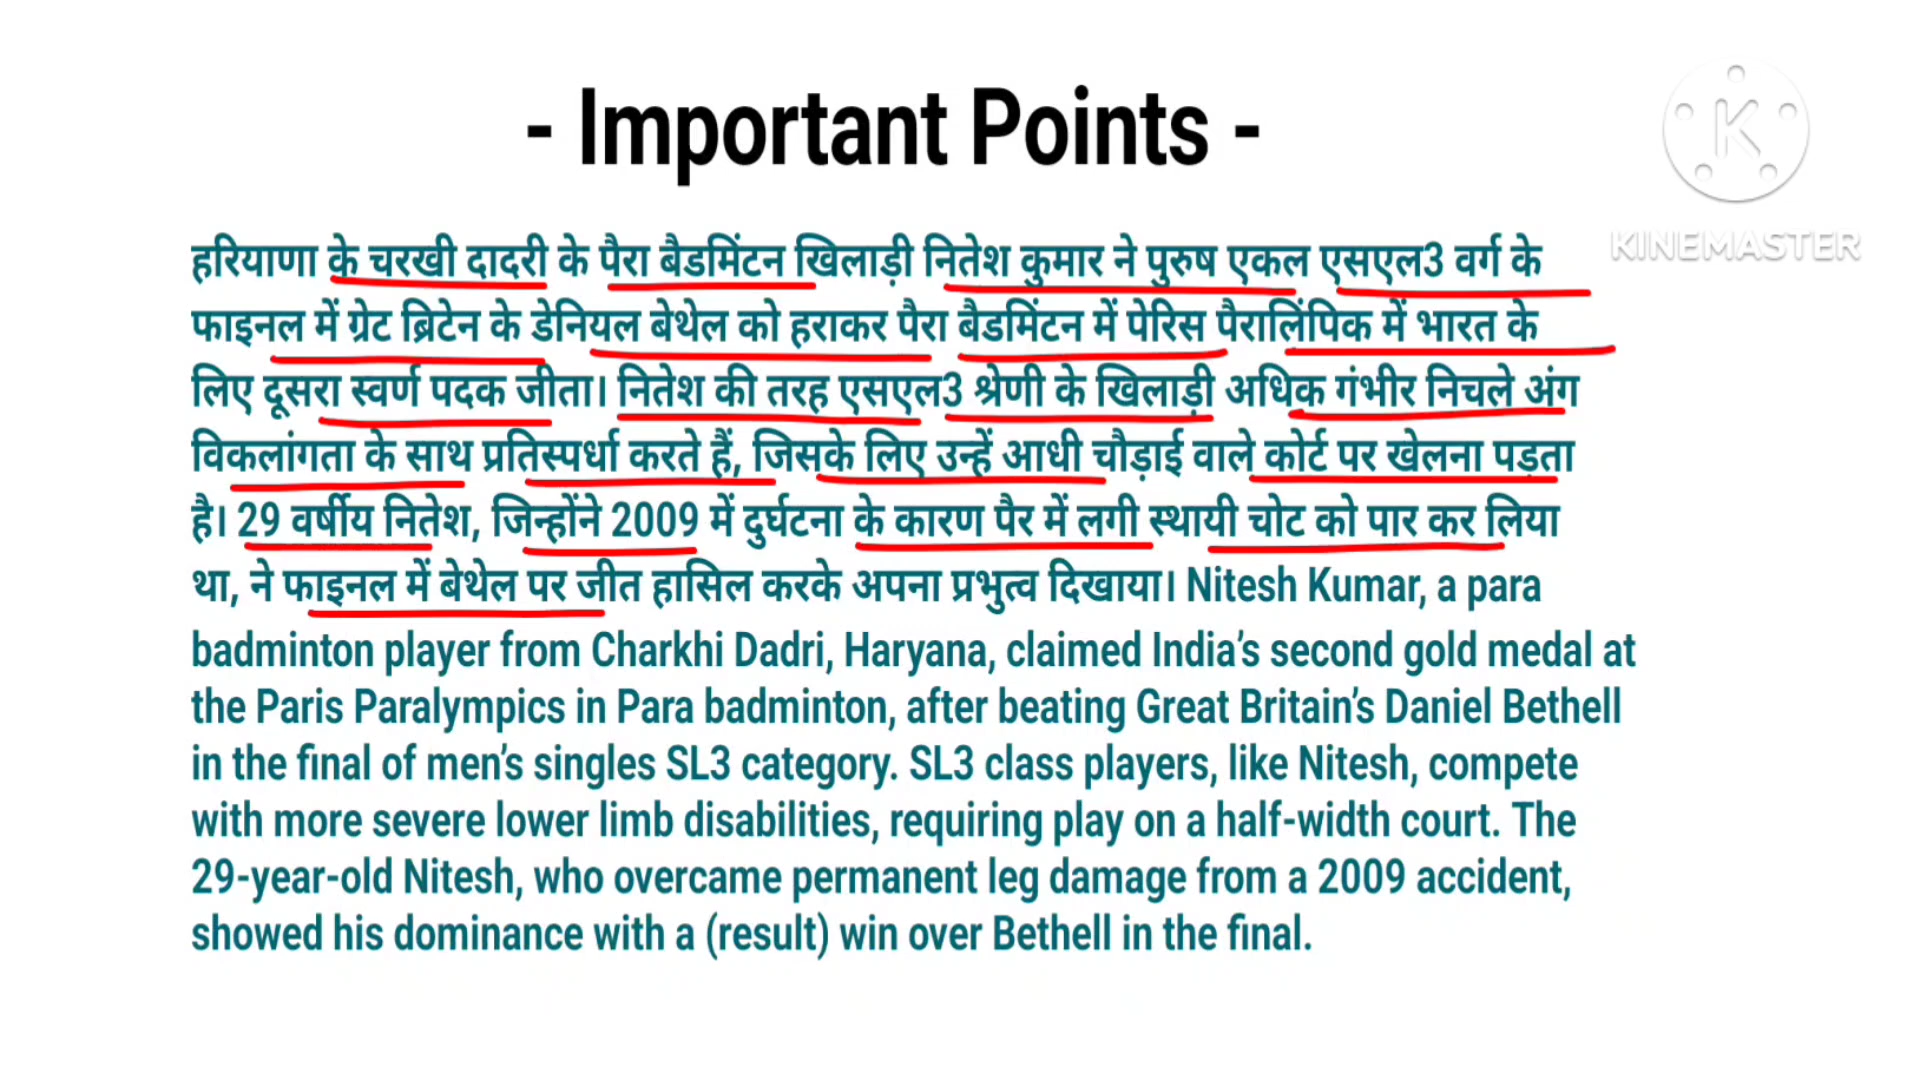 - Important Points -
KINEMASTER
हरियाणा के चरखी दादरी के पैरा बैडमिंटन खिलाड़ी नितेश कुमार ने पुरुष एकल एसएल3 वर्ग के
फाइनल में ग्रेट ब्रिटेन के डेनियल बेथेल को हराकर पैरा बैडमिंटन में पेरिस पैरालिंपिक में भारत के
लिए दूसरा स्वर्ण पदक जीता। नितेश की तरह एसएल3 श्रेणी के खिलाड़ी अधिक गंभीर निचले अंग
विकलांगता के साथ प्रतिस्पर्धा करते हैं, जिसके लिए उन्हें आधी चौड़ाई वाले कोर्ट पर खेलना पड़ता
है। 29 वर्षीय नितेश, जिन्होंने 2009 में दुर्घटना के कारण पैर में लगी स्थायी चोट को पार कर लिया
था, ने फाइनल में बेथेल पर जीत हासिल करके अपना प्रभुत्व दिखाया। Nitesh Kumar, a para
badminton player from Charkhi Dadri, Haryana, claimed India’s second gold medal at
the Paris Paralympics in Para badminton, after beating Great Britain’s Daniel Bethell
in the final of men’s singles SL3 category. SL3 class players, like Nitesh, compete
with more severe lower limb disabilities, requiring play on a half-width court. The
29-year-old Nitesh, who overcame permanent leg damage from a 2009 accident,
showed his dominance with a (result) win over Bethell in the final.